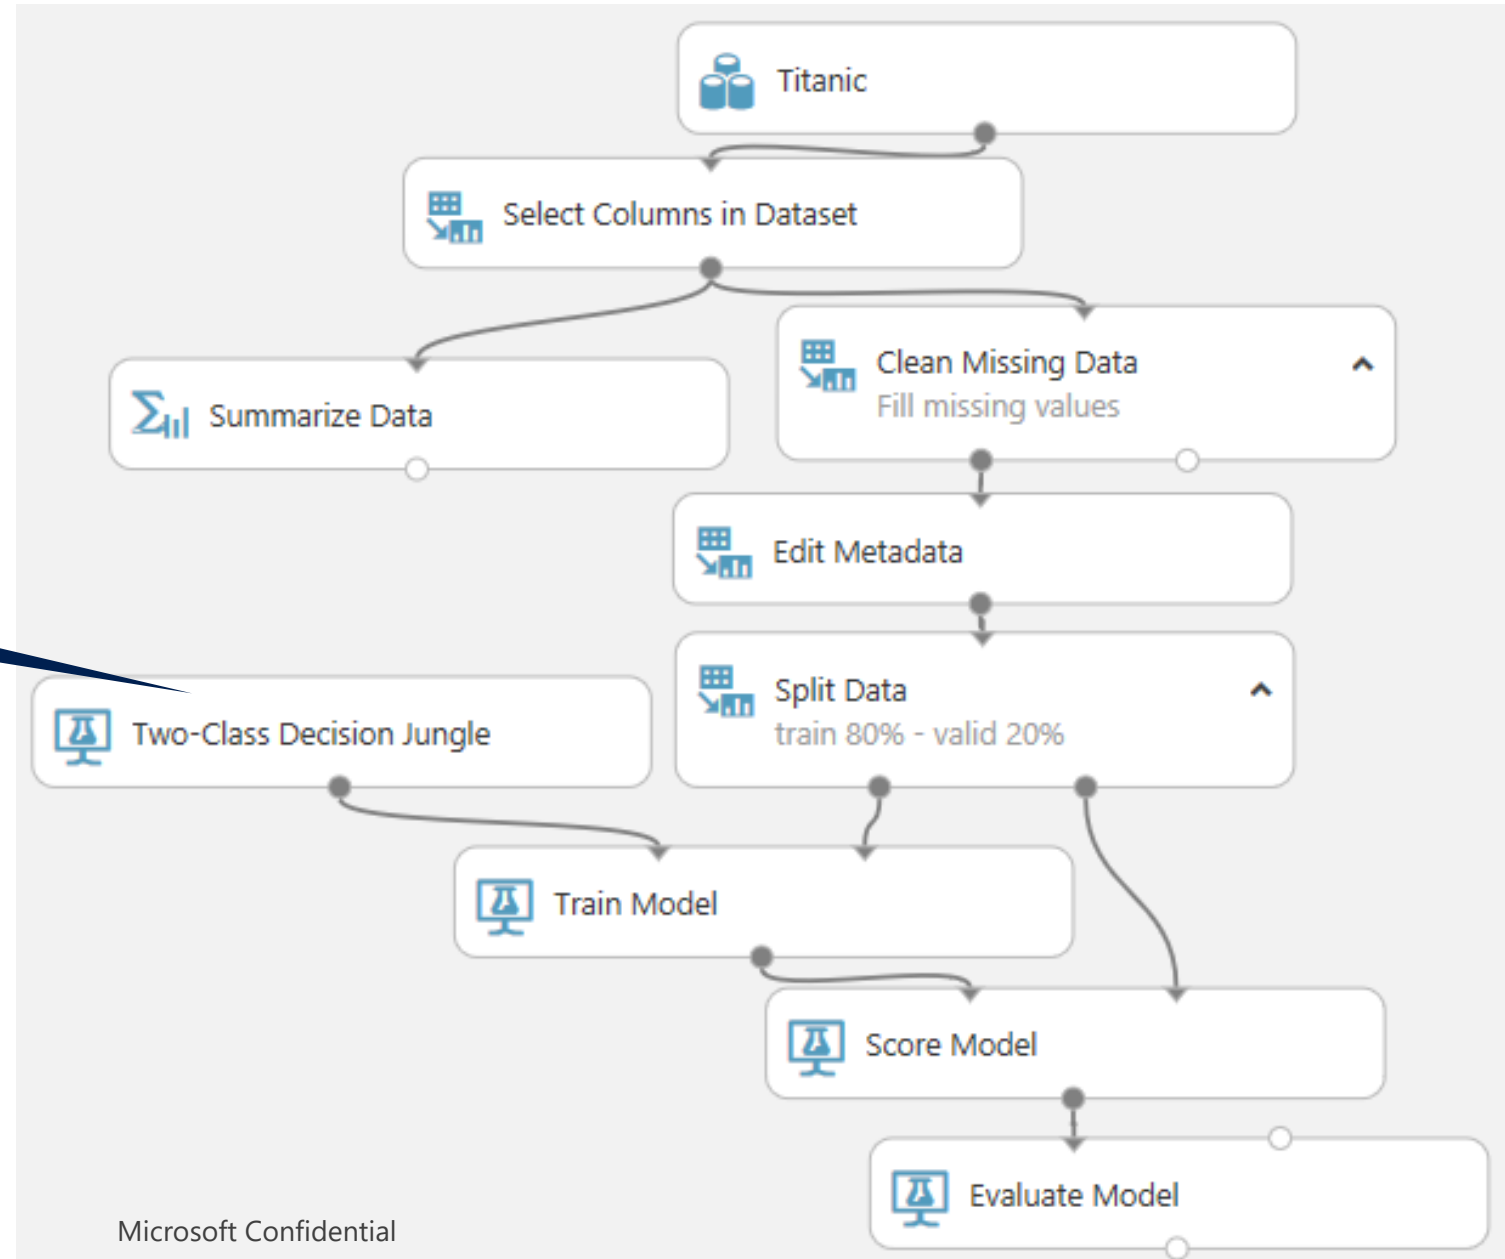 Titanic
Select Columns in Dataset
Summarize Data
Clean Missing Data
Fill missing values
Edit Metadata
Split Data
train 80% - valid 20%
Two-Class Decision Jungle
Train Model
Score Model
Evaluate Model
Microsoft Confidential